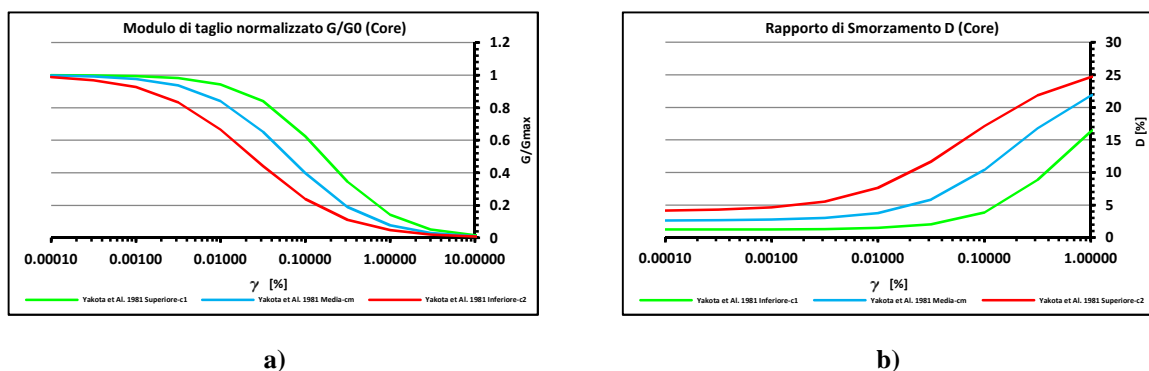 Modulo di taglio normalizzato G/G0 (Core)
1.2
1
0.8
0.6
0.4
0.2
0
G/Gmax
0.00010 0.00100 0.01000 0.10000 1.00000 10.00000
γ [%]
Yakota et Al. 1981 Superiore-c1 Yakota et Al. 1981 Media-cm Yakota et Al. 1981 Inferiore-c2
a)
Rapporto di Smorzamento D (Core)
30
25
20
15
10
5
0
D [%]
0.00010 0.00100 0.01000 0.10000 1.00000
γ [%]
Yakota et Al. 1981 Inferiore-c1 Yakota et Al. 1981 Media-cm Yakota et Al. 1981 Superiore-c2
b)